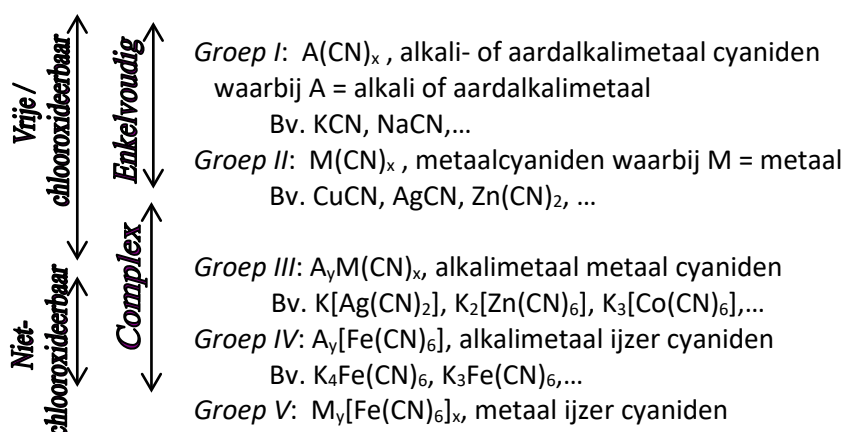 Vrije /
chlooroxideerbaar
Enkelvoudig
Niet-
chlooroxideerbaar
Complex
Groep I: A(CN)ₓ , alkali- of aardalkalimetaal cyaniden
waarbij A = alkali of aardalkalimetaal
Bv. KCN, NaCN,…
Groep II: M(CN)ₓ , metaalcyaniden waarbij M = metaal
Bv. CuCN, AgCN, Zn(CN)₂, …
Groep III: AᵧM(CN)ₓ, alkalimetaal metaal cyaniden
Bv. K[Ag(CN)₂], K₂[Zn(CN)₆], K₃[Co(CN)₆],…
Groep IV: Aᵧ[Fe(CN)₆], alkalimetaal ijzer cyaniden
Bv. K₄Fe(CN)₆, K₃Fe(CN)₆,…
Groep V: Mᵧ[Fe(CN)₆]ₓ, metaal ijzer cyaniden